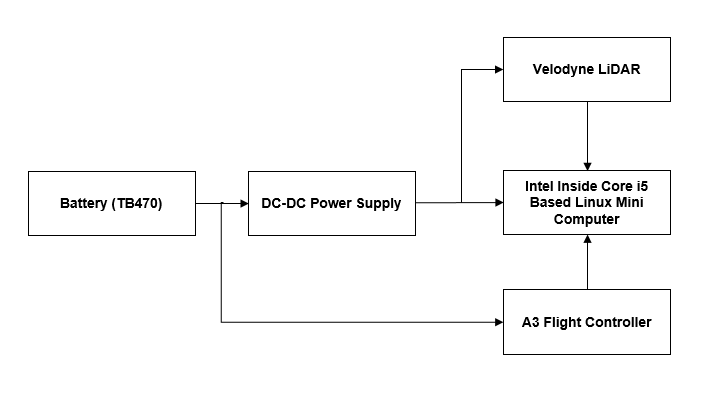 Velodyne LiDAR
Battery (TB470)
DC-DC Power Supply
Intel Inside Core i5
Based Linux Mini
Computer
A3 Flight Controller